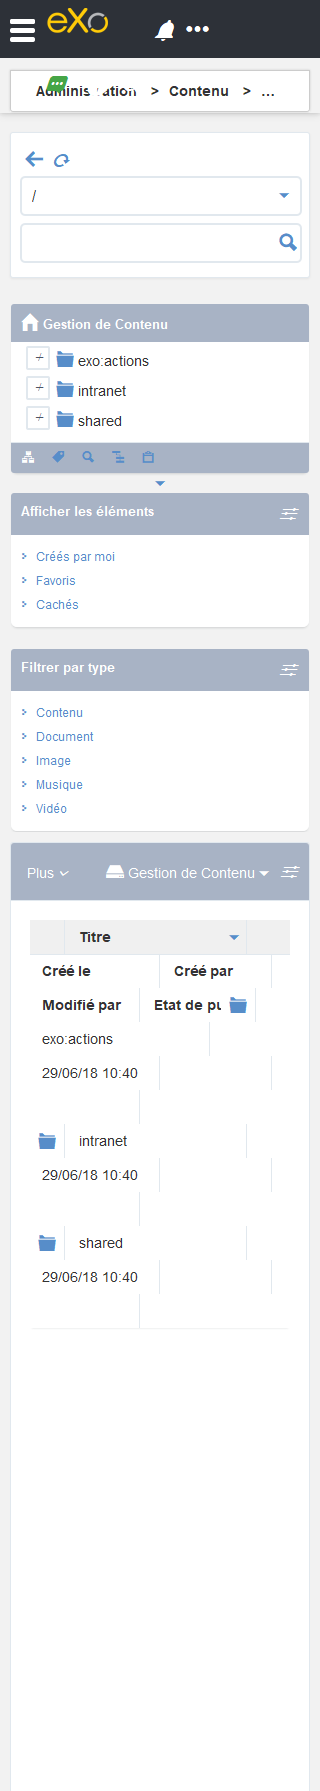 eXo
Administration > Contenu > ...
/
Gestion de Contenu
exo:actions
intranet
shared
Afficher les éléments
Créés par moi
Favoris
Cachés
Filtrer par type
Contenu
Document
Image
Musique
Vidéo
Plus Gestion de Contenu
Titre
Créé le Créé par
Modifié par Etat de pu
exo:actions
29/06/18 10:40
intranet
29/06/18 10:40
shared
29/06/18 10:40